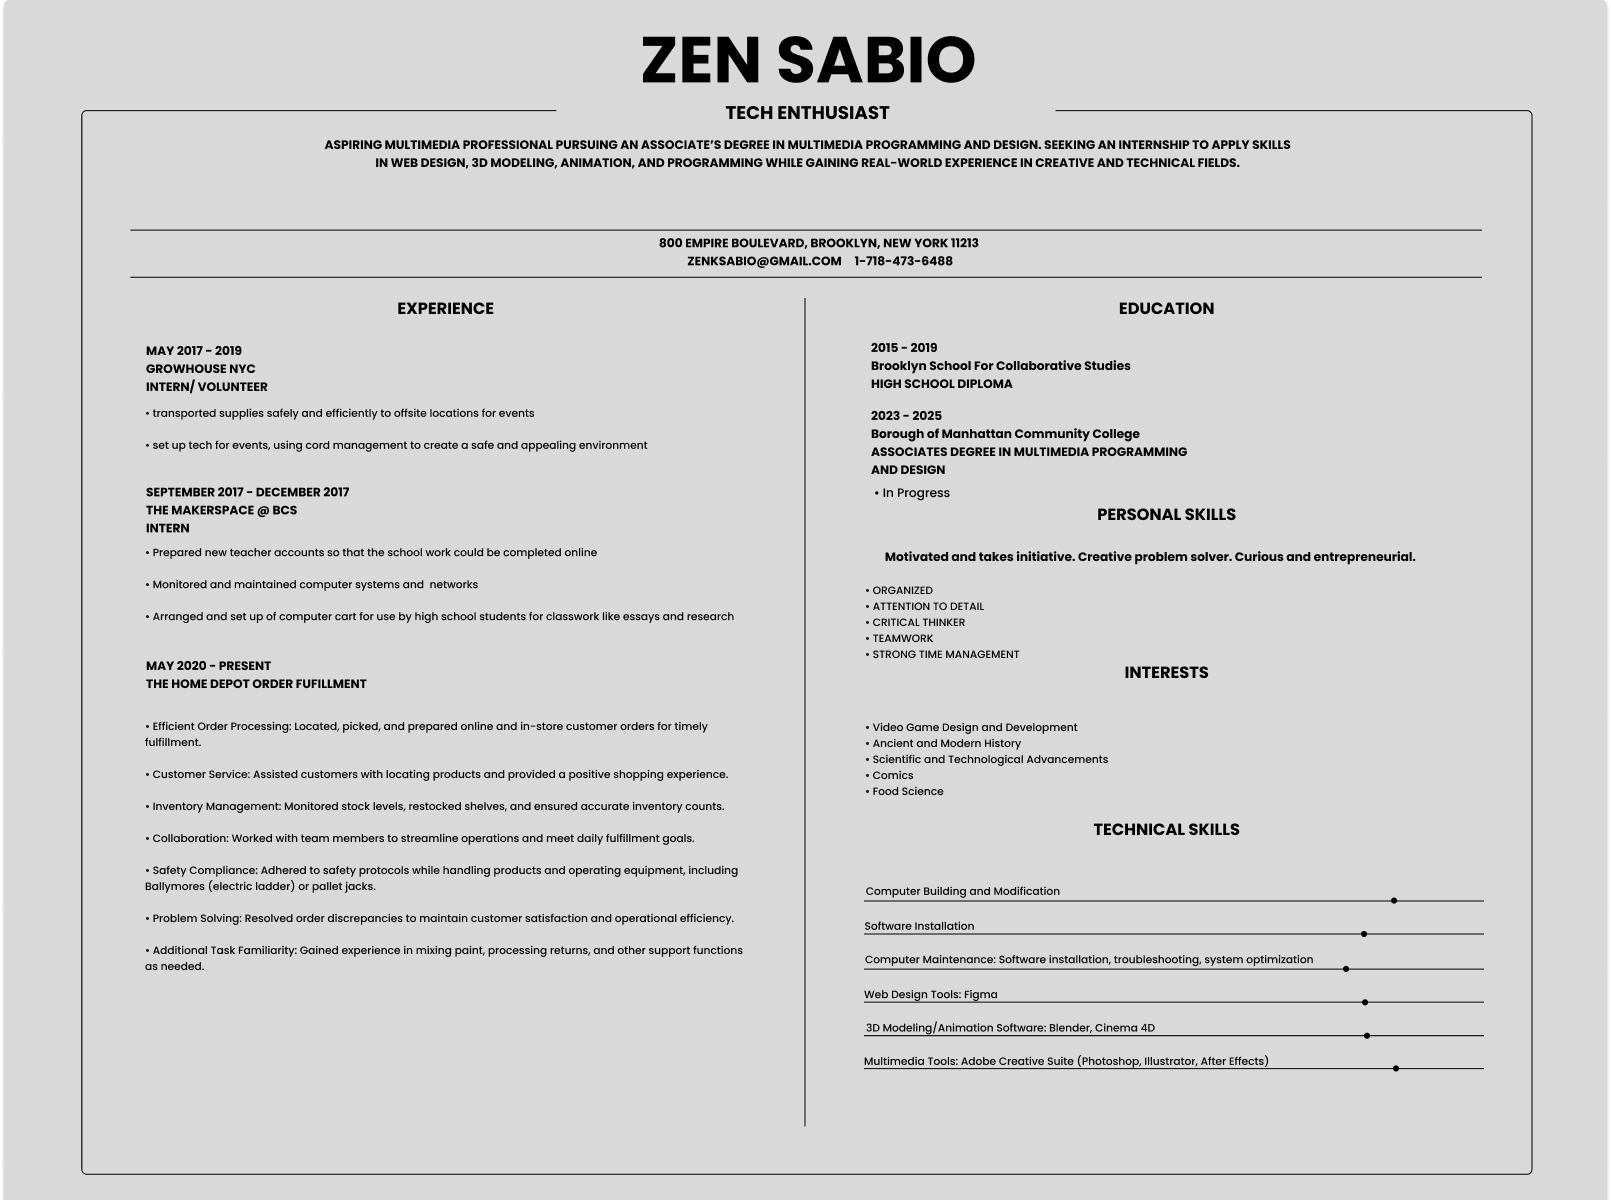 ZEN SABIO
TECH ENTHUSIAST
ASPIRING MULTIMEDIA PROFESSIONAL PURSUING AN ASSOCIATE’S DEGREE IN MULTIMEDIA PROGRAMMING AND DESIGN. SEEKING AN INTERNSHIP TO APPLY SKILLS
IN WEB DESIGN, 3D MODELING, ANIMATION, AND PROGRAMMING WHILE GAINING REAL-WORLD EXPERIENCE IN CREATIVE AND TECHNICAL FIELDS.
800 EMPIRE BOULEVARD, BROOKLYN, NEW YORK 11213
ZENKSABIO@GMAIL.COM 1-718-473-6488
EXPERIENCE
MAY 2017 - 2019
GROWHOUSE NYC
INTERN/ VOLUNTEER
• transported supplies safely and efficiently to offsite locations for events
• set up tech for events, using cord management to create a safe and appealing environment
SEPTEMBER 2017 - DECEMBER 2017
THE MAKERSPACE @ BCS
INTERN
• Prepared new teacher accounts so that the school work could be completed online
• Monitored and maintained computer systems and networks
• Arranged and set up of computer cart for use by high school students for classwork like essays and research
MAY 2020 - PRESENT
THE HOME DEPOT ORDER FUFILLMENT
• Efficient Order Processing: Located, picked, and prepared online and in-store customer orders for timely
fulfillment.
• Customer Service: Assisted customers with locating products and provided a positive shopping experience.
• Inventory Management: Monitored stock levels, restocked shelves, and ensured accurate inventory counts.
• Collaboration: Worked with team members to streamline operations and meet daily fulfillment goals.
• Safety Compliance: Adhered to safety protocols while handling products and operating equipment, including
Ballymores (electric ladder) or pallet jacks.
• Problem Solving: Resolved order discrepancies to maintain customer satisfaction and operational efficiency.
• Additional Task Familiarity: Gained experience in mixing paint, processing returns, and other support functions
as needed.
EDUCATION
2015 - 2019
Brooklyn School For Collaborative Studies
HIGH SCHOOL DIPLOMA
2023 - 2025
Borough of Manhattan Community College
ASSOCIATES DEGREE IN MULTIMEDIA PROGRAMMING
AND DESIGN
• In Progress
PERSONAL SKILLS
Motivated and takes initiative. Creative problem solver. Curious and entrepreneurial.
• ORGANIZED
• ATTENTION TO DETAIL
• CRITICAL THINKER
• TEAMWORK
• STRONG TIME MANAGEMENT
INTERESTS
• Video Game Design and Development
• Ancient and Modern History
• Scientific and Technological Advancements
• Comics
• Food Science
TECHNICAL SKILLS
Computer Building and Modification
Software Installation
Computer Maintenance: Software installation, troubleshooting, system optimization
Web Design Tools: Figma
3D Modeling/Animation Software: Blender, Cinema 4D
Multimedia Tools: Adobe Creative Suite (Photoshop, Illustrator, After Effects)